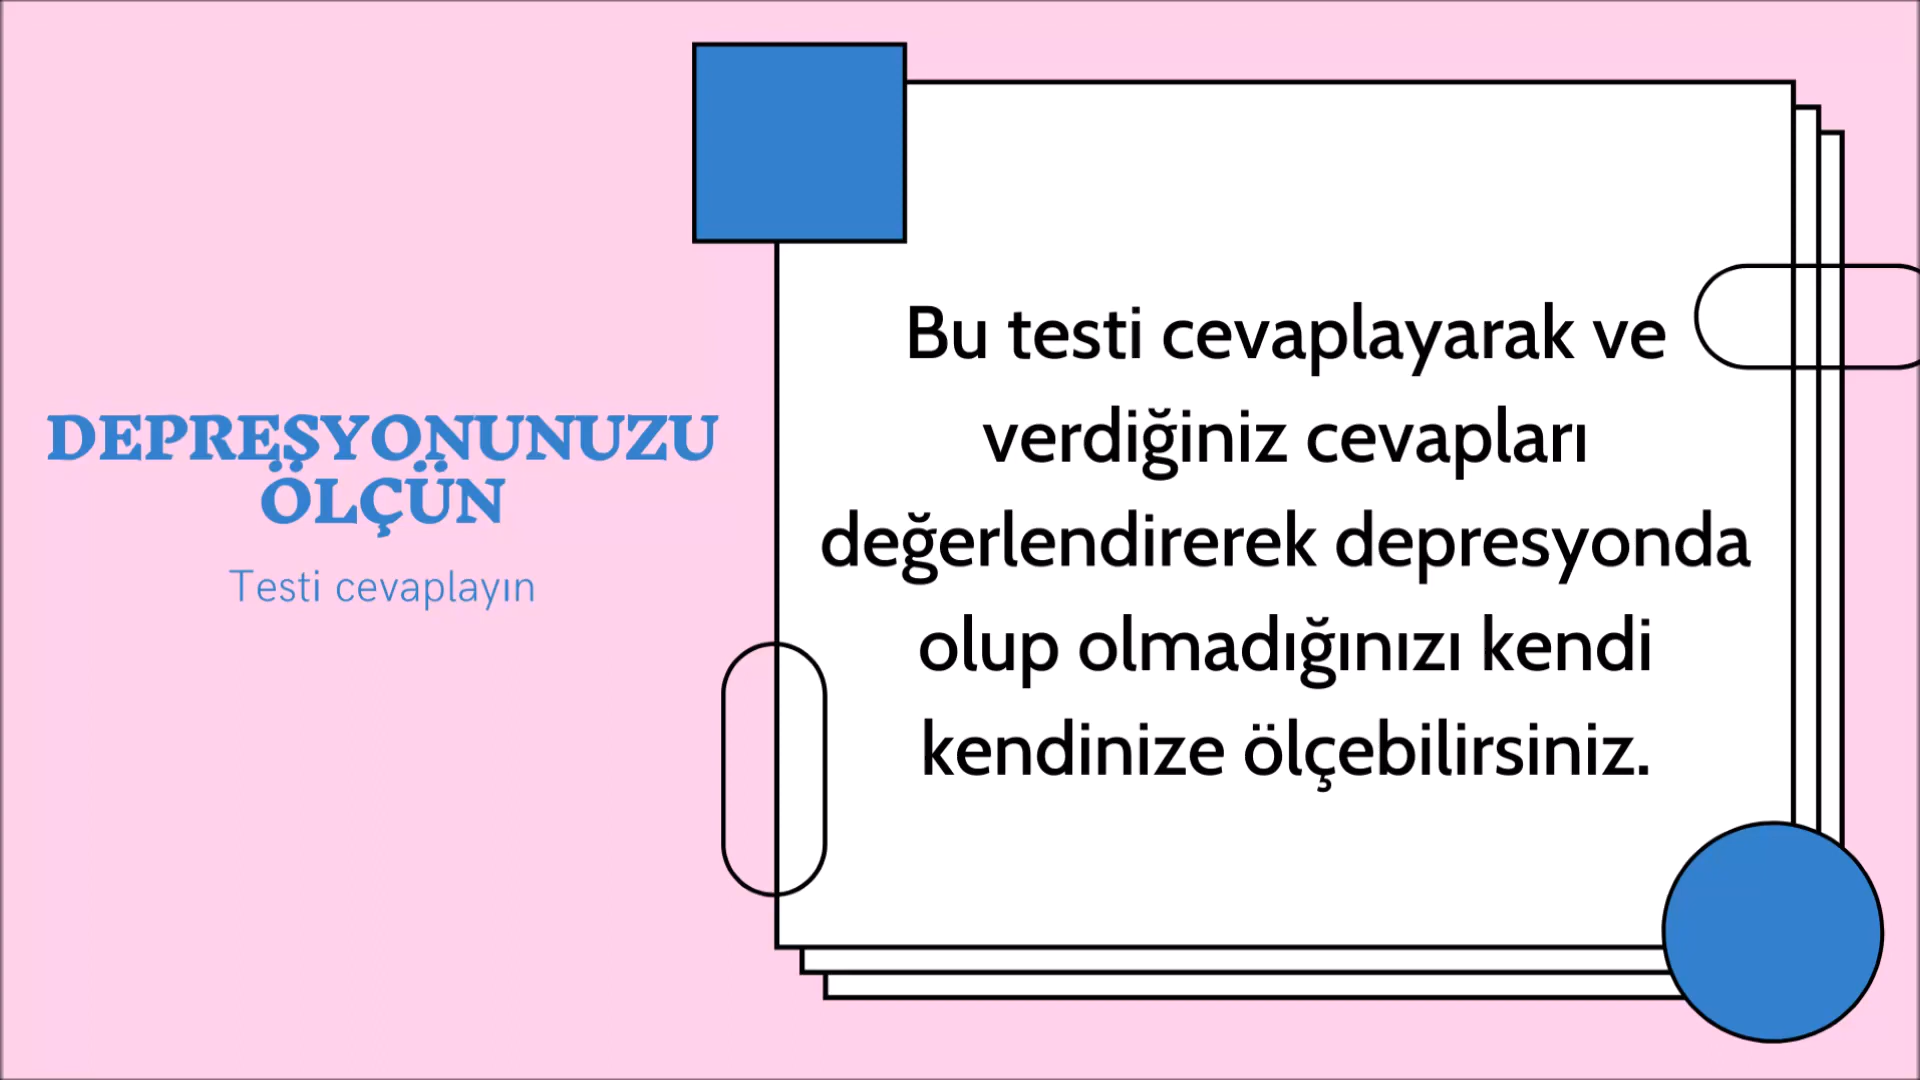 DEPRESYONUNUZU
ÖLÇÜN
Testi cevaplayın
Bu testi cevaplayarak ve
verdiğiniz cevapları
değerlendirerek depresyonda
olup olmadığınızı kendi
kendinize ölçebilirsiniz.